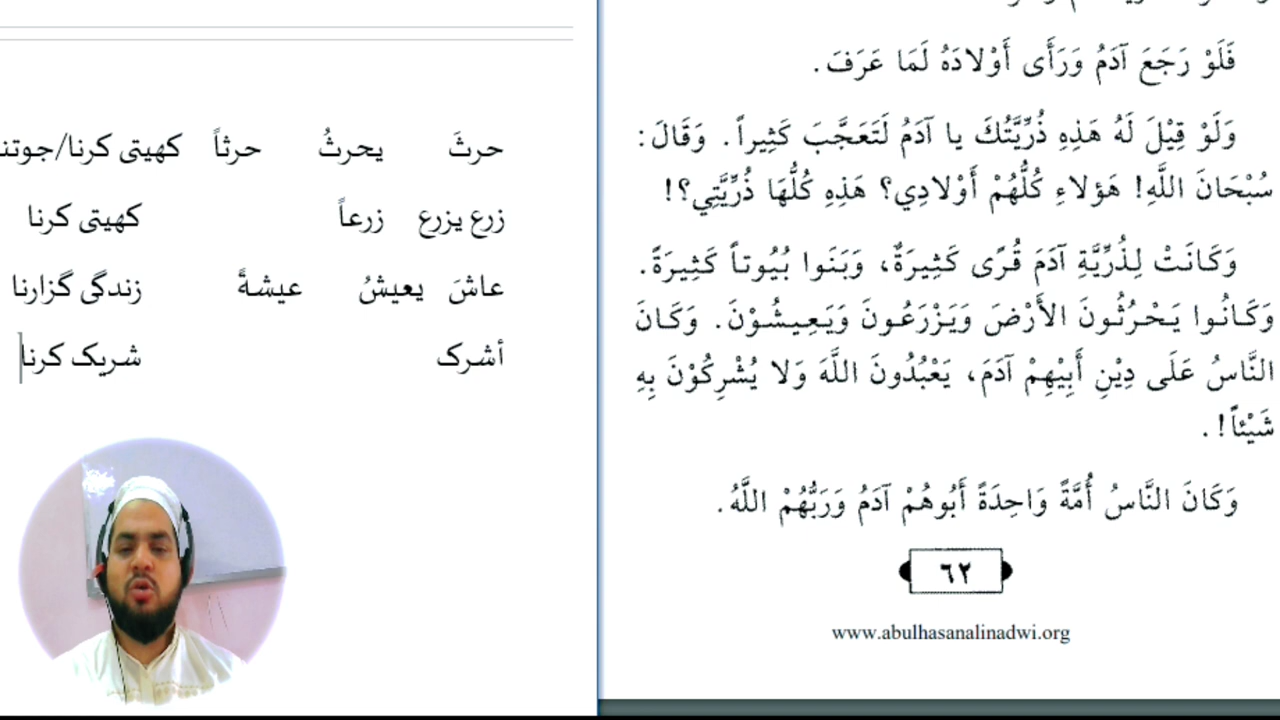 فَلَوْ رَجَعَ آدَمُ وَرَأَى أَوْلادَهُ لَمَا عَرَفَ.
وَلَوْ قِيْلَ لَهُ هَذِهِ ذُرِّيَّتُكَ يا آدَمُ لَتَعَجَّبَ كَثِيراً. وَقَالَ:
سُبْحَانَ اللَّهِ! هَؤلاءِ كُلُّهُمْ أَوْلادِي؟ هَذِهِ كُلُّهَا ذُرِّيَّتِي؟!
وَكَانَتْ لِذُرِّيَّةِ آدَمَ قُرًى كَثِيرَةٌ، وَبَنَوا بُيُوتاً كَثِيرَةً.
وَكَانُوا يَحْرُثُونَ الأَرْضَ وَيَزْرَعُونَ وَيَعِيشُوْنَ. وَكَانَ
النَّاسُ عَلَى دِيْنِ أَبِيْهِمْ آدَمَ، يَعْبُدُونَ اللَّهَ وَلا يُشْرِكُوْنَ بِهِ
شَيْئاً!.
وَكَانَ النَّاسُ أُمَّةً وَاحِدَةً أَبُوهُمْ آدَمُ وَرَبُّهُمْ اللَّهُ.
٦٢
www.abulhasanalinadwi.org
حرثَ يحرثُ حرثاً کھیتی کرنا/جوتنا
زرع یزرع زرعاً کھیتی کرنا
عاشَ یعیشُ عیشةً زندگی گزارنا
أشرک شریک کرنا